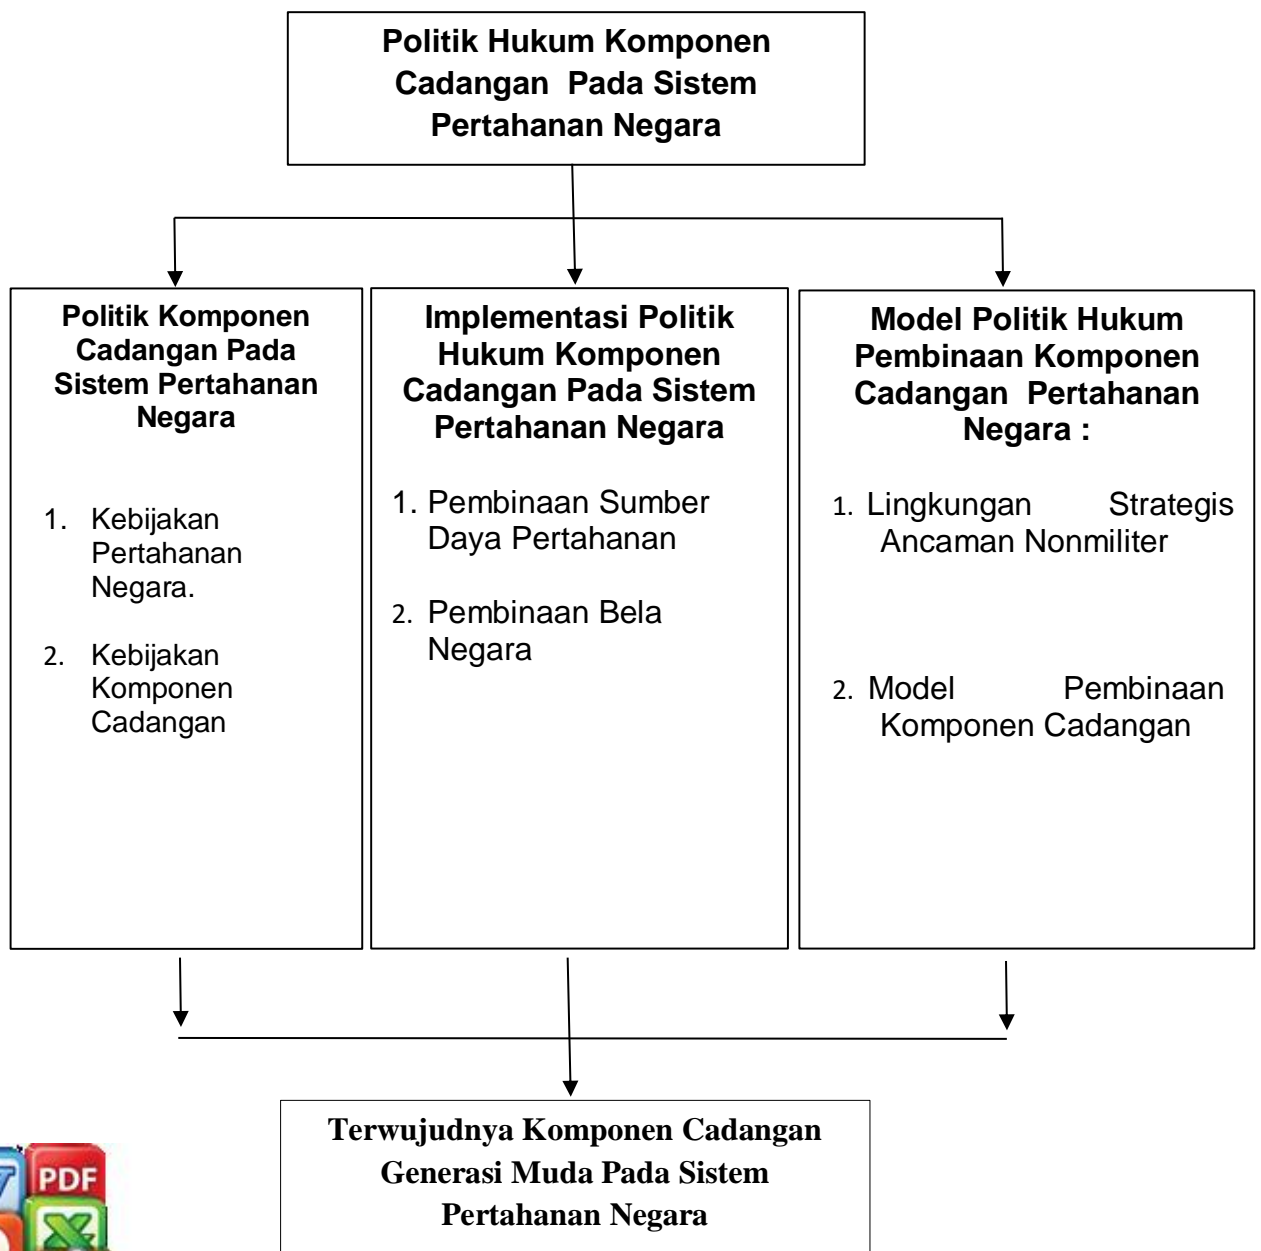 Politik Hukum Komponen
Cadangan Pada Sistem
Pertahanan Negara
Politik Komponen
Cadangan Pada
Sistem Pertahanan
Negara
1. Kebijakan
Pertahanan
Negara.
2. Kebijakan
Komponen
Cadangan
Implementasi Politik
Hukum Komponen
Cadangan Pada Sistem
Pertahanan Negara
1. Pembinaan Sumber
Daya Pertahanan
2. Pembinaan Bela
Negara
Model Politik Hukum
Pembinaan Komponen
Cadangan Pertahanan
Negara :
1. Lingkungan Strategis
Ancaman Nonmiliter
2. Model Pembinaan
Komponen Cadangan
Terwujudnya Komponen Cadangan
Generasi Muda Pada Sistem
Pertahanan Negara
PDF